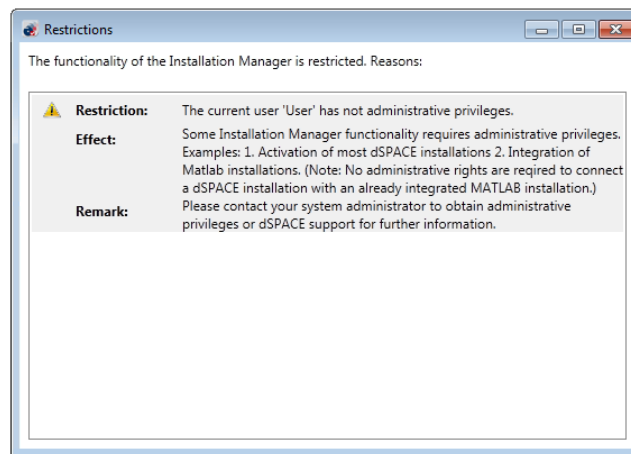 Restrictions
The functionality of the Installation Manager is restricted. Reasons:
Restriction: The current user 'User' has not administrative privileges.
Effect: Some Installation Manager functionality requires administrative privileges.
Examples: 1. Activation of most dSPACE installations 2. Integration of
Matlab installations. (Note: No administrative rights are reqired to connect
a dSPACE installation with an already integrated MATLAB installation.)
Remark: Please contact your system administrator to obtain administrative
privileges or dSPACE support for further information.